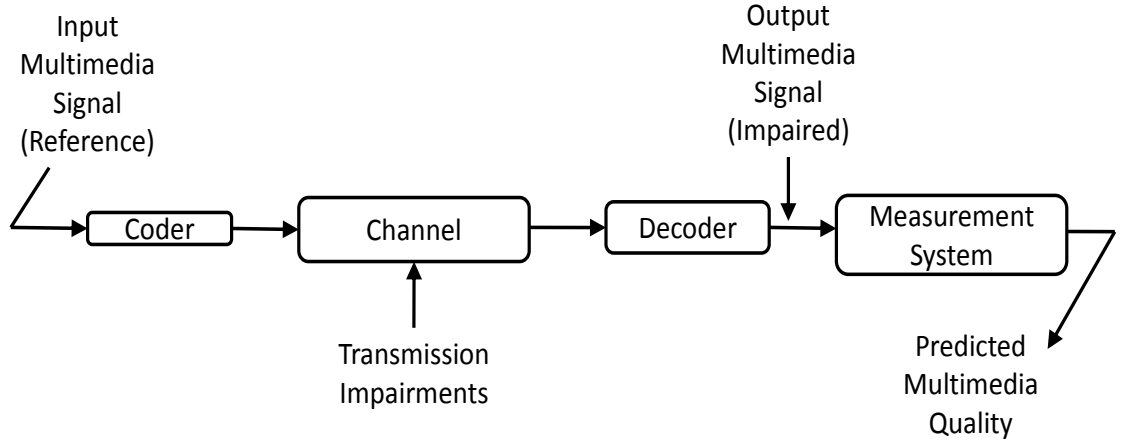 Input
Multimedia
Signal
(Reference)
Coder
Channel
Transmission
Impairments
Decoder
Output
Multimedia
Signal
(Impaired)
Measurement
System
Predicted
Multimedia
Quality